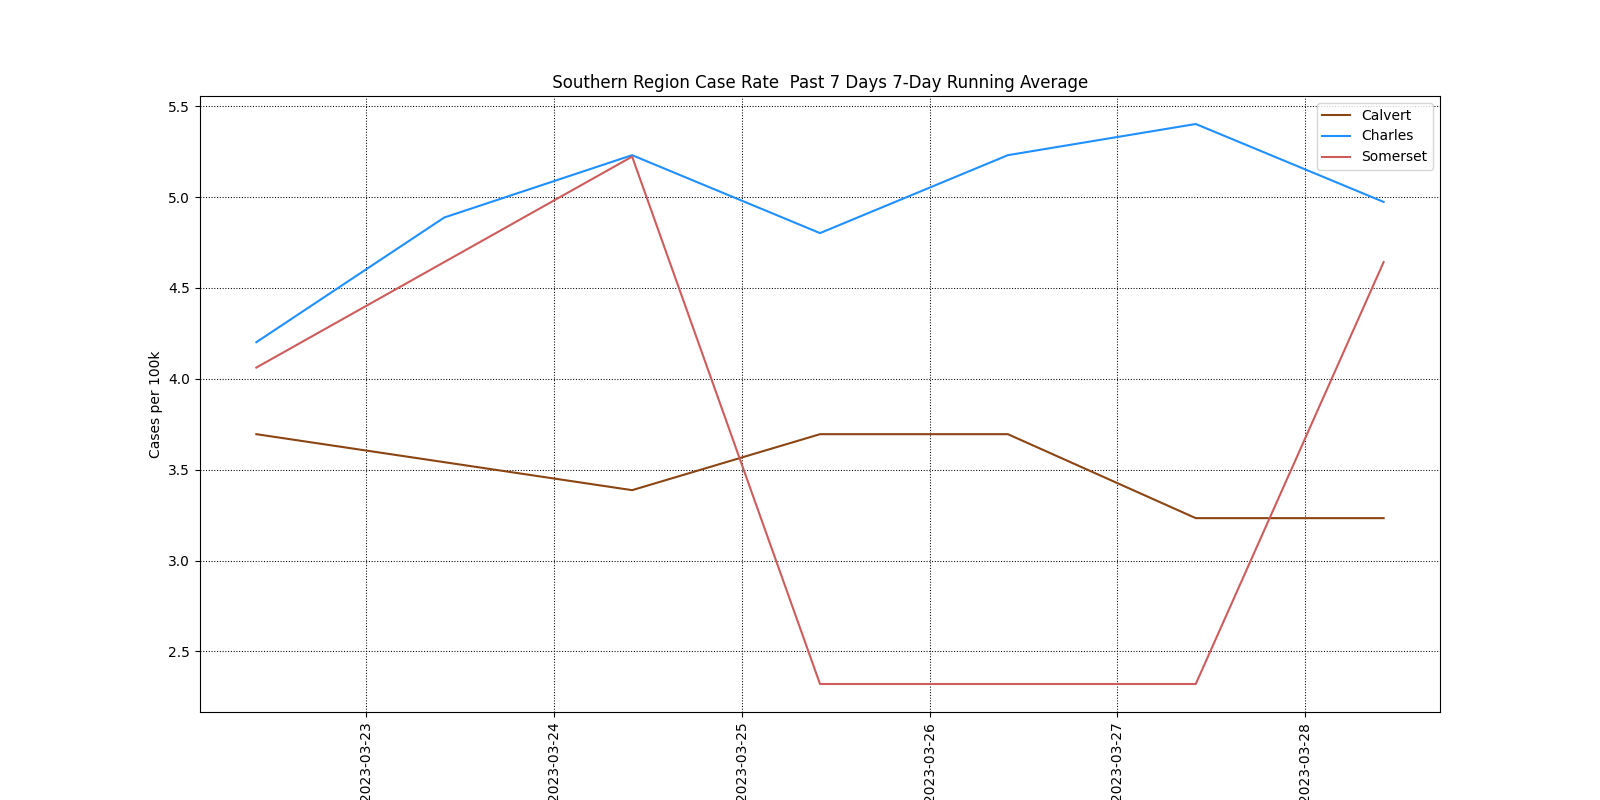 Southern Region Case Rate  Past 7 Days 7-Day Running Average
Calvert
Charles
Somerset
Cases per 100k
5.5
5.0
4.5
4.0
3.5
3.0
2.5
2023-03-23
2023-03-24
2023-03-25
2023-03-26
2023-03-27
2023-03-28